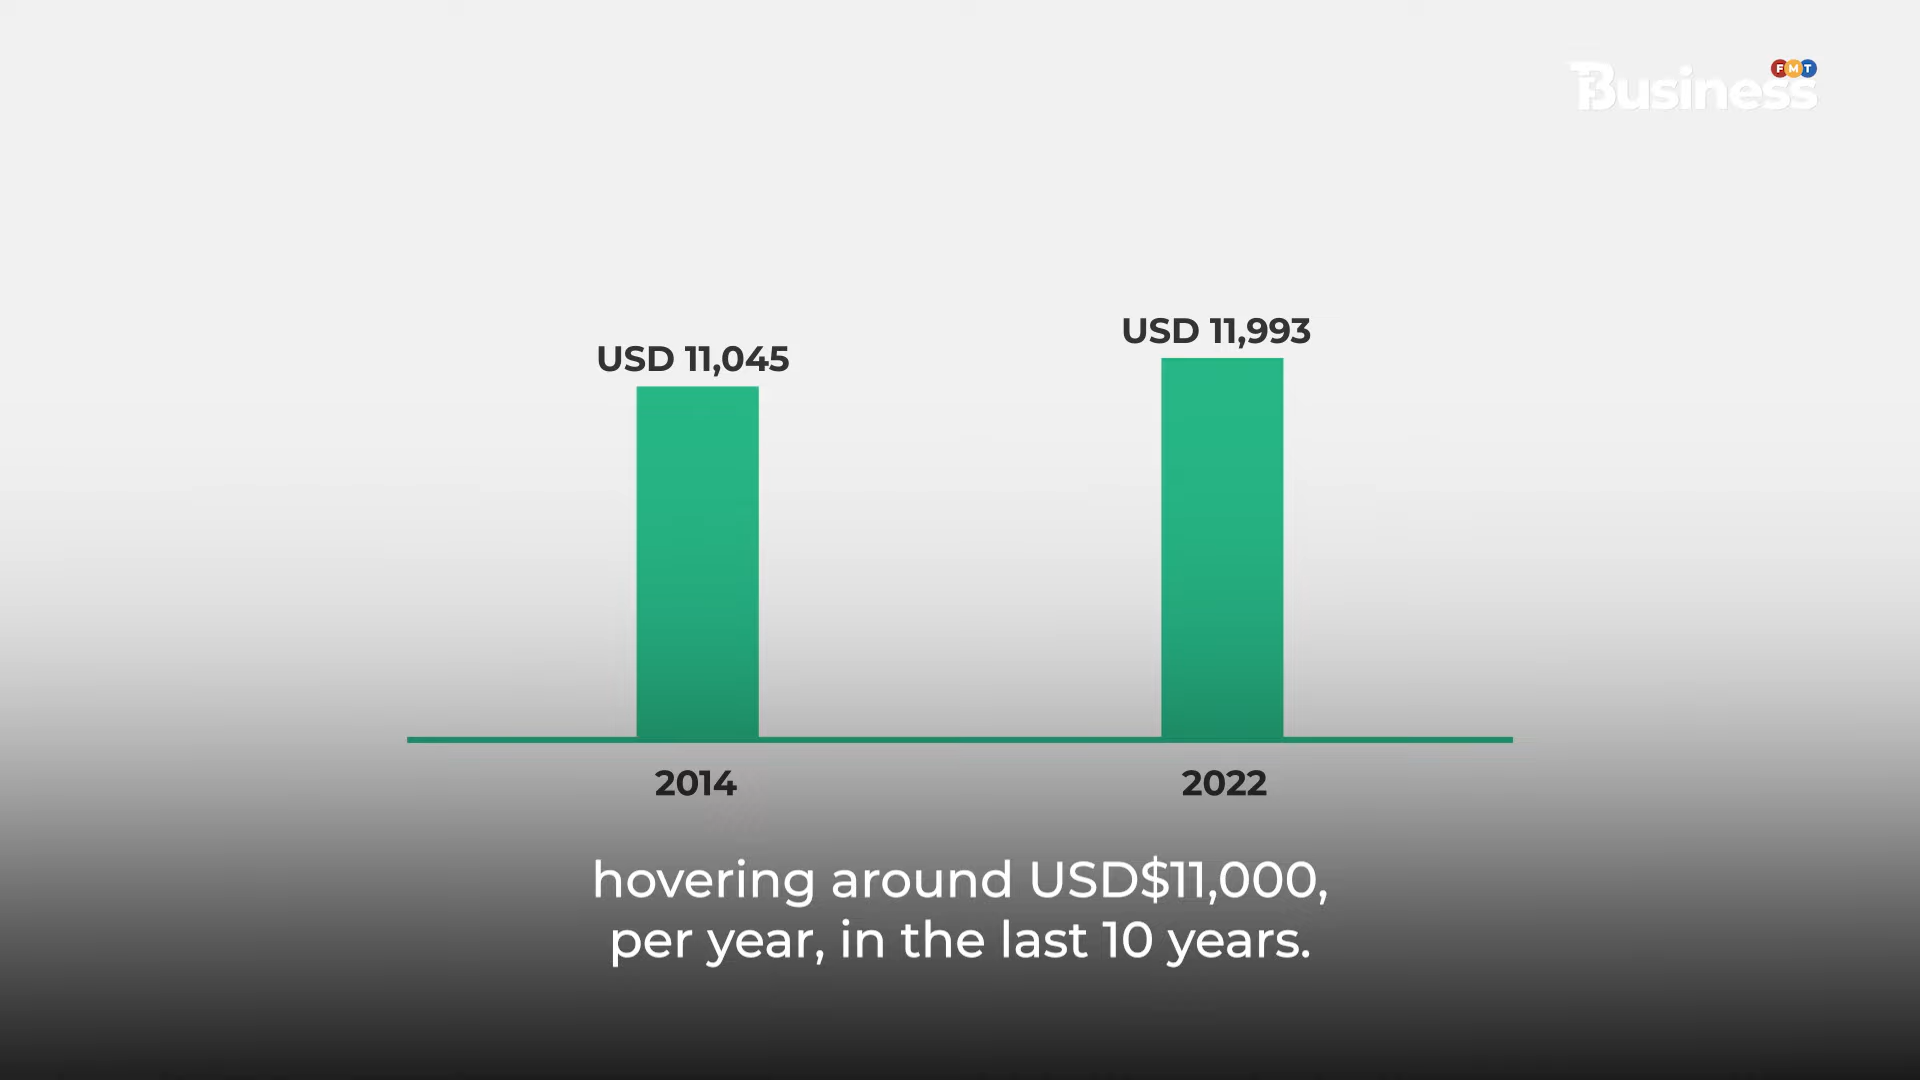 FMT
Business
USD 11,045
USD 11,993
2014
2022
hovering around USD$11,000,
per year, in the last 10 years.